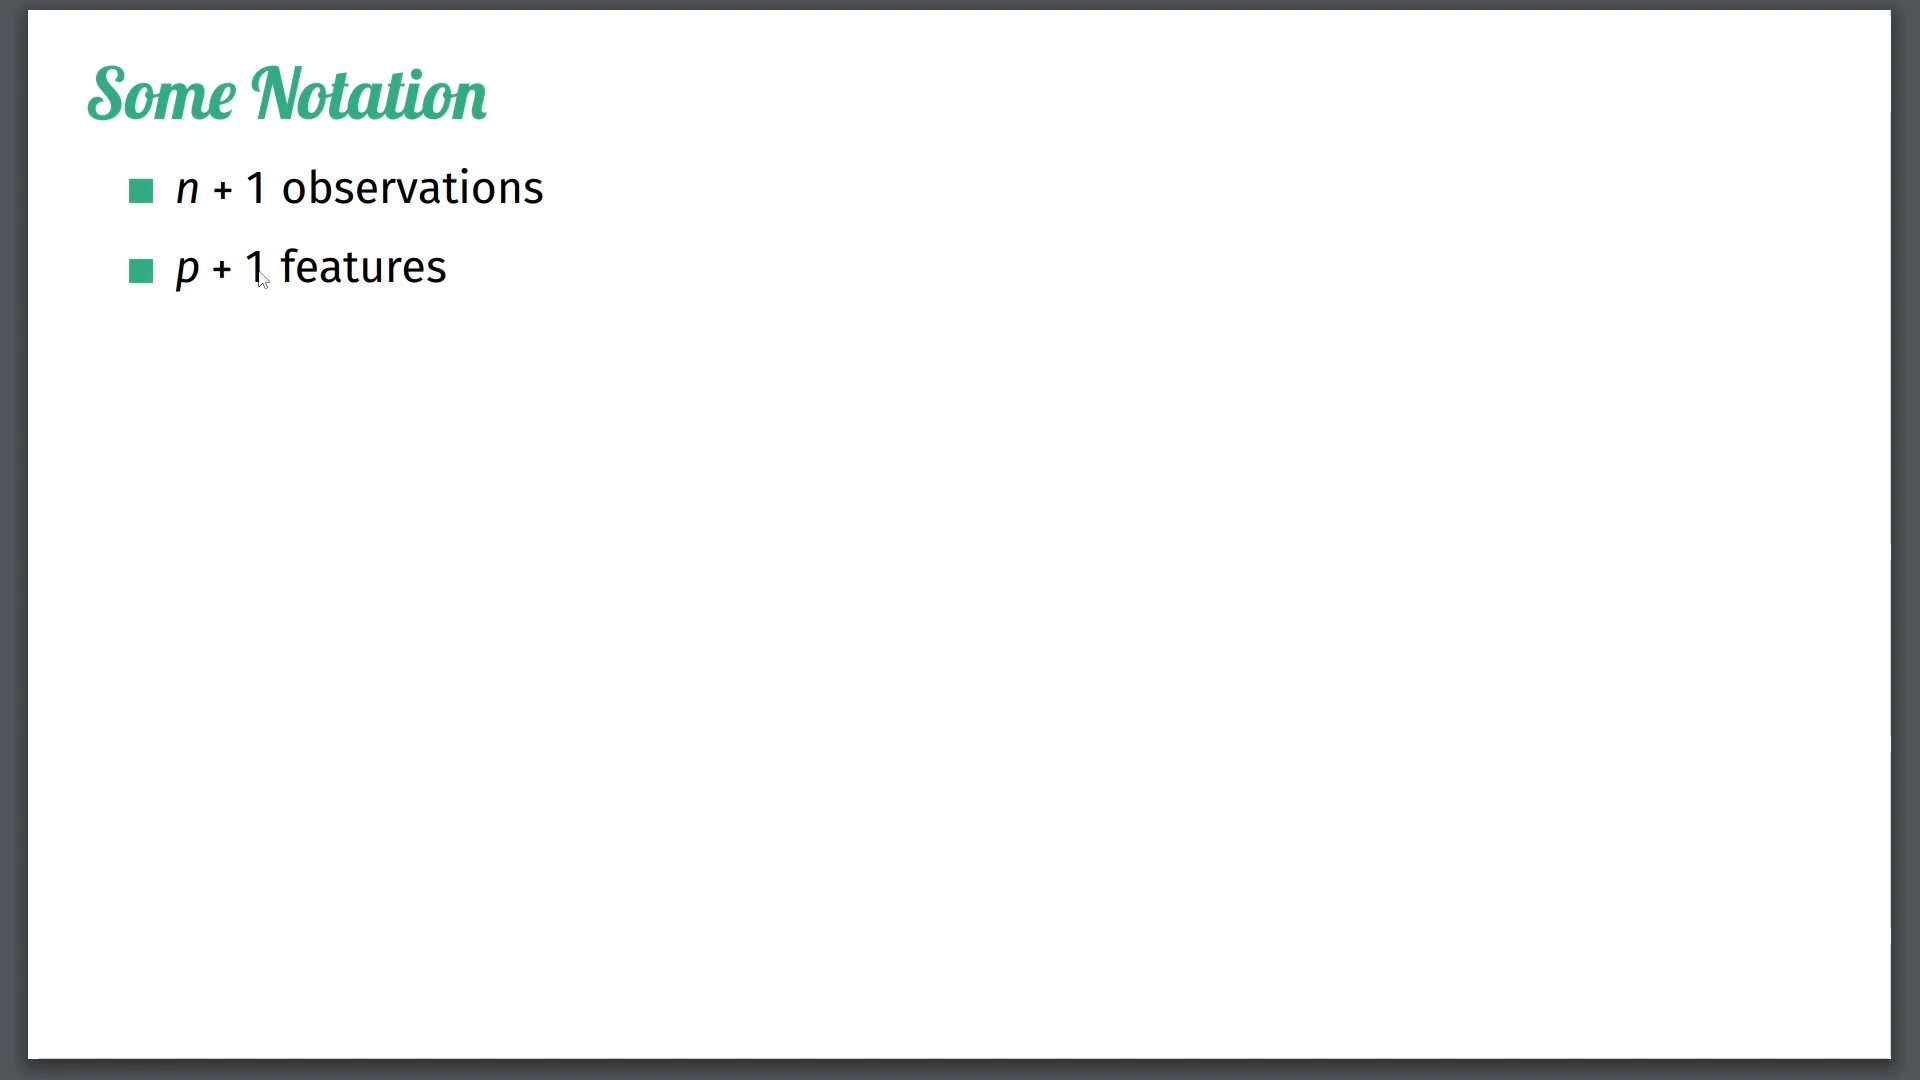 Some Notation
n + 1 observations
p + 1 features